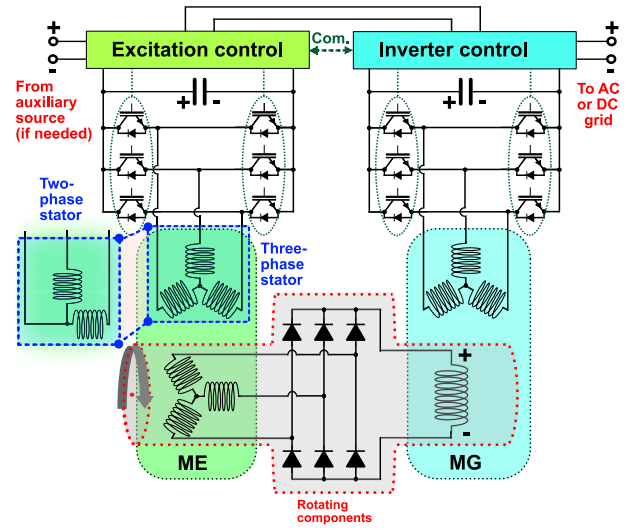 +
-
Excitation control
Com.
Inverter control
+
-
From
auxiliary
source
(if needed)
+ -
+ -
To AC
or DC
grid
Two-
phase
stator
Three-
phase
stator
+
-
ME
MG
Rotating
components